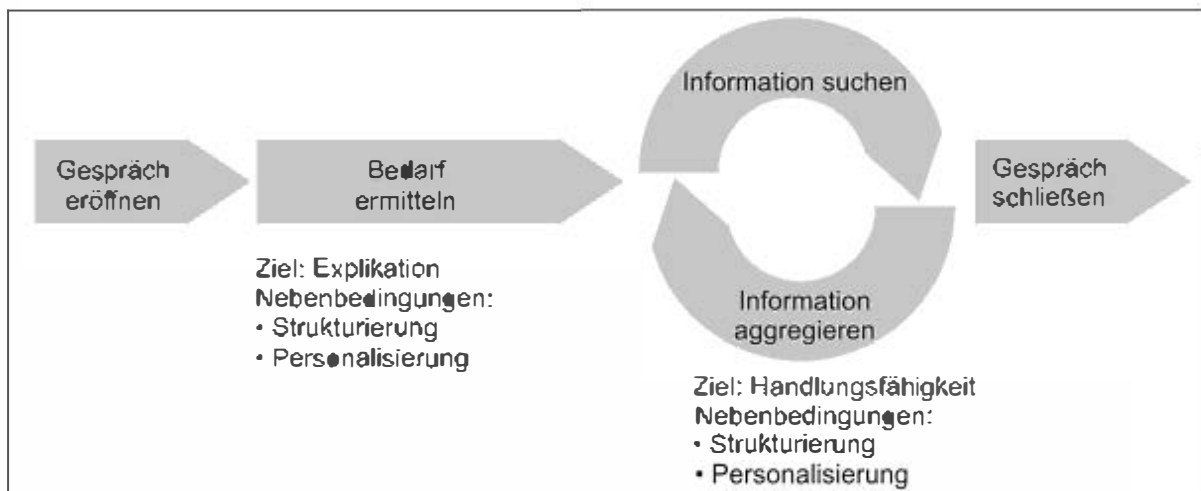 Gespräch
eröffnen
Bedarf
ermitteln
Ziel: Explikation
Nebenbedingungen:
• Strukturierung
• Personalisierung
Information suchen
Information
aggregieren
Ziel: Handlungsfähigkeit
Nebenbedingungen:
• Strukturierung
• Personalisierung
Gespräch
schließen